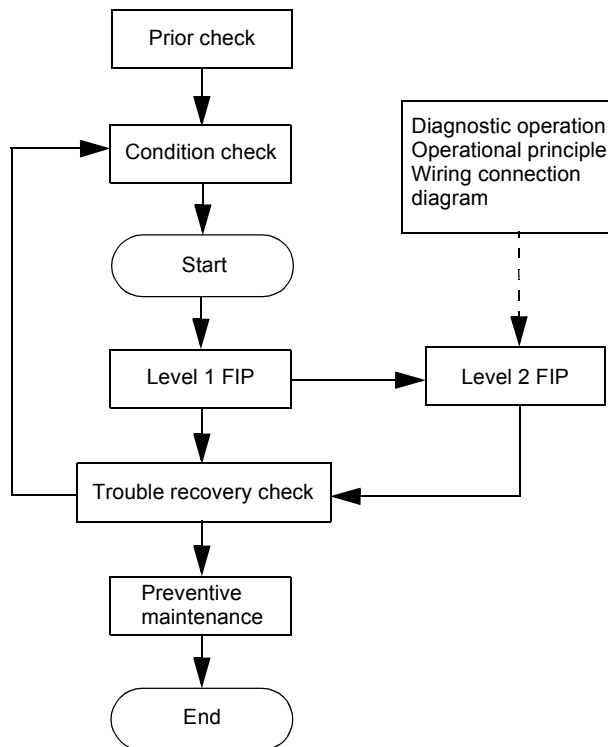 Prior check
Condition check
Diagnostic operation
Operational principle
Wiring connection
diagram
Start
Level 1 FIP
Level 2 FIP
Trouble recovery check
Preventive
maintenance
End